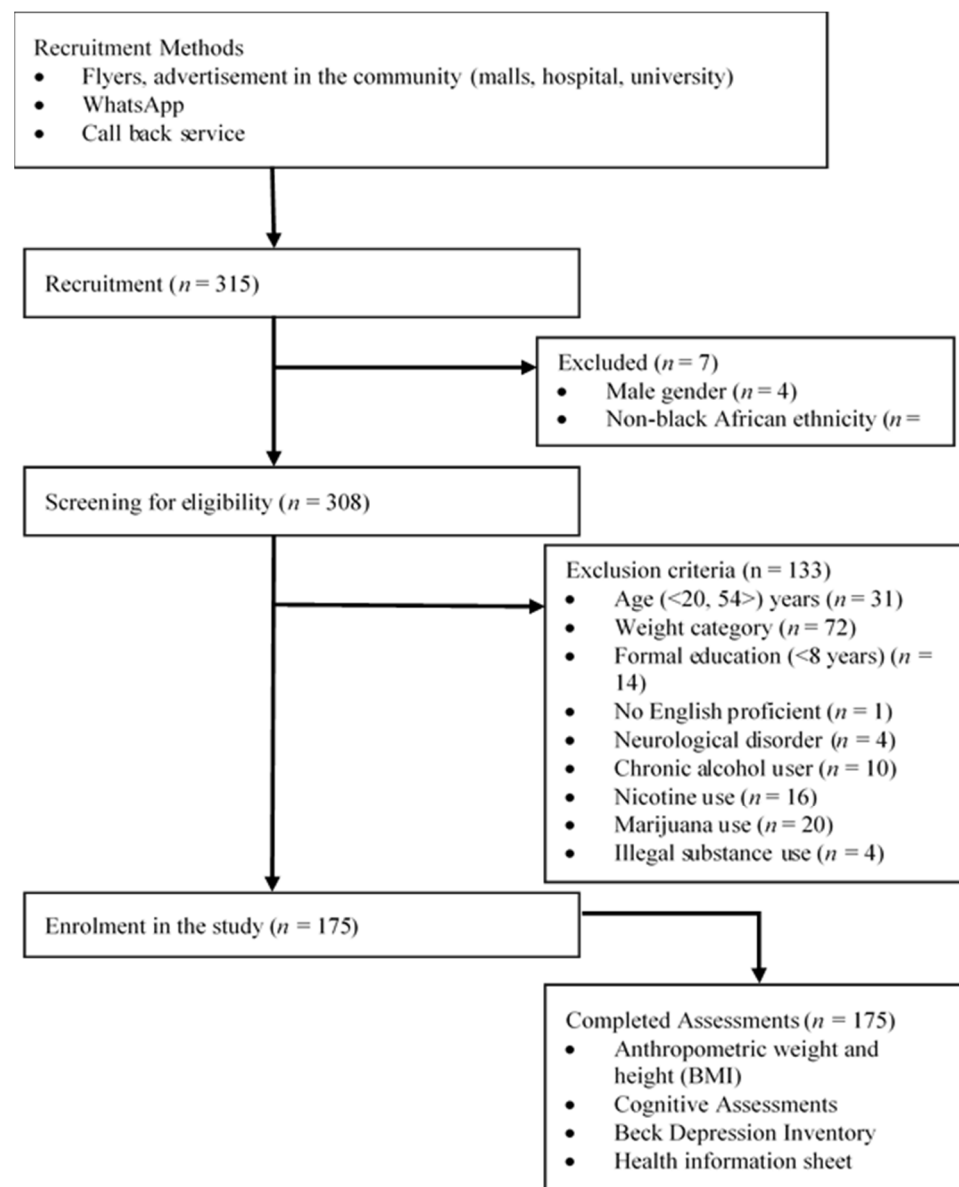 Recruitment Methods
• Flyers, advertisement in the community (malls, hospital, university)
• WhatsApp
• Call back service
Recruitment (n = 315)
Excluded (n = 7)
• Male gender (n = 4)
• Non-black African ethnicity (n =
Screening for eligibility (n = 308)
Exclusion criteria (n = 133)
• Age (<20, 54>) years (n = 31)
• Weight category (n = 72)
• Formal education (<8 years) (n =
14)
• No English proficient (n = 1)
• Neurological disorder (n = 4)
• Chronic alcohol user (n = 10)
• Nicotine use (n = 16)
• Marijuana use (n = 20)
• Illegal substance use (n = 4)
Enrolment in the study (n = 175)
Completed Assessments (n = 175)
• Anthropometric weight and
height (BMI)
• Cognitive Assessments
• Beck Depression Inventory
• Health information sheet